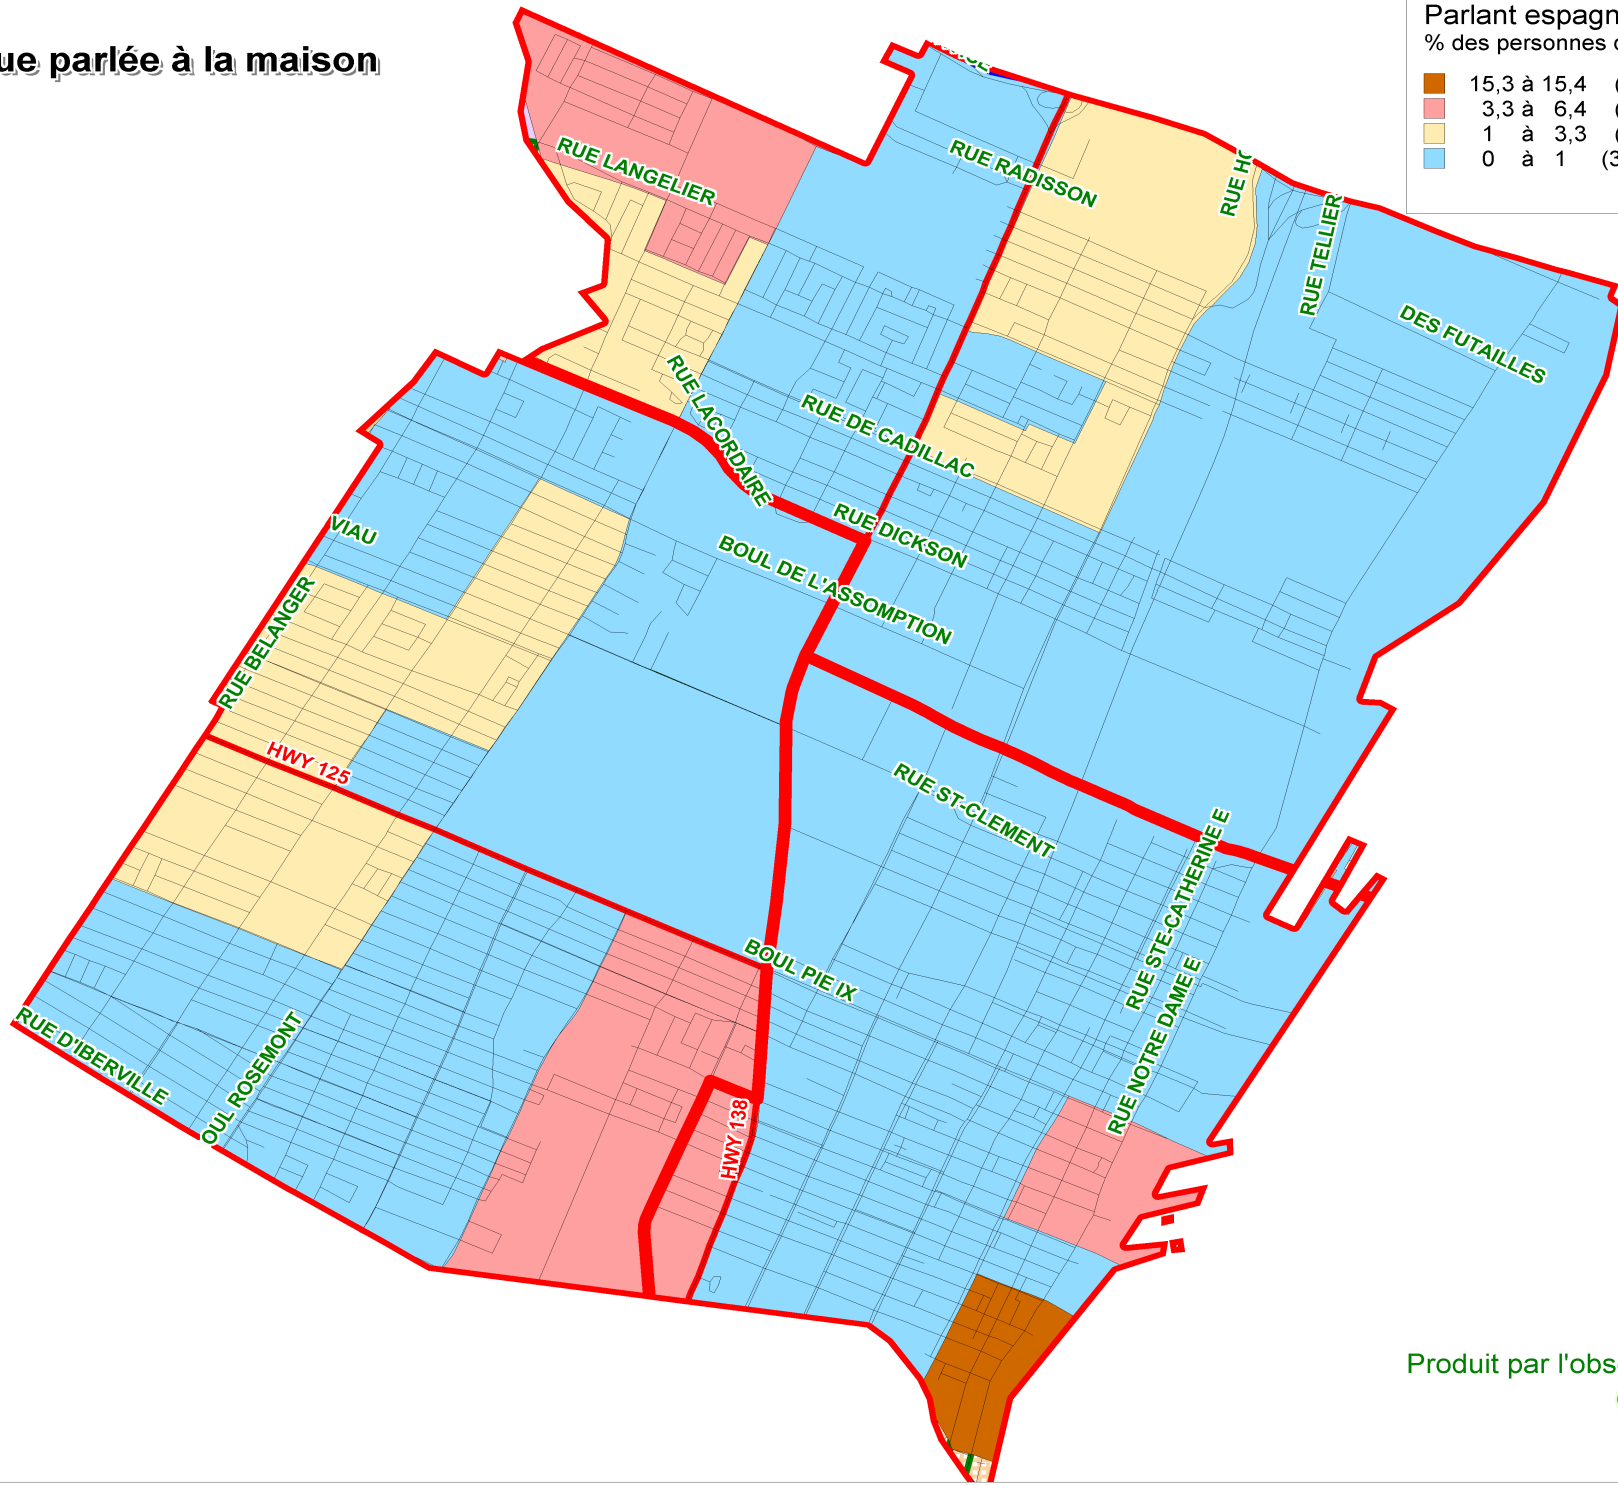 ue parlée à la maison
Parlant espagn
% des personnes
15,3 à 15,4 (
3,3 à 6,4 (
1 à 3,3 (
0 à 1 (3
RUE LANGELIER
RUE RADISSON
RUE HO
RUE TELLIER
DES FUTAILLES
RUE LACORDAIRE
RUE DE CADILLAC
RUE DICKSON
BOUL DE L'ASSOMPTION
VIAU
RUE BELANGER
HWY 125
RUE ST-CLEMENT
RUE STE-CATHERINE E
RUE NOTRE DAME E
BOUL PIE IX
RUE D'IBERVILLE
OUL ROSEMONT
HWY 138
Produit par l'obs